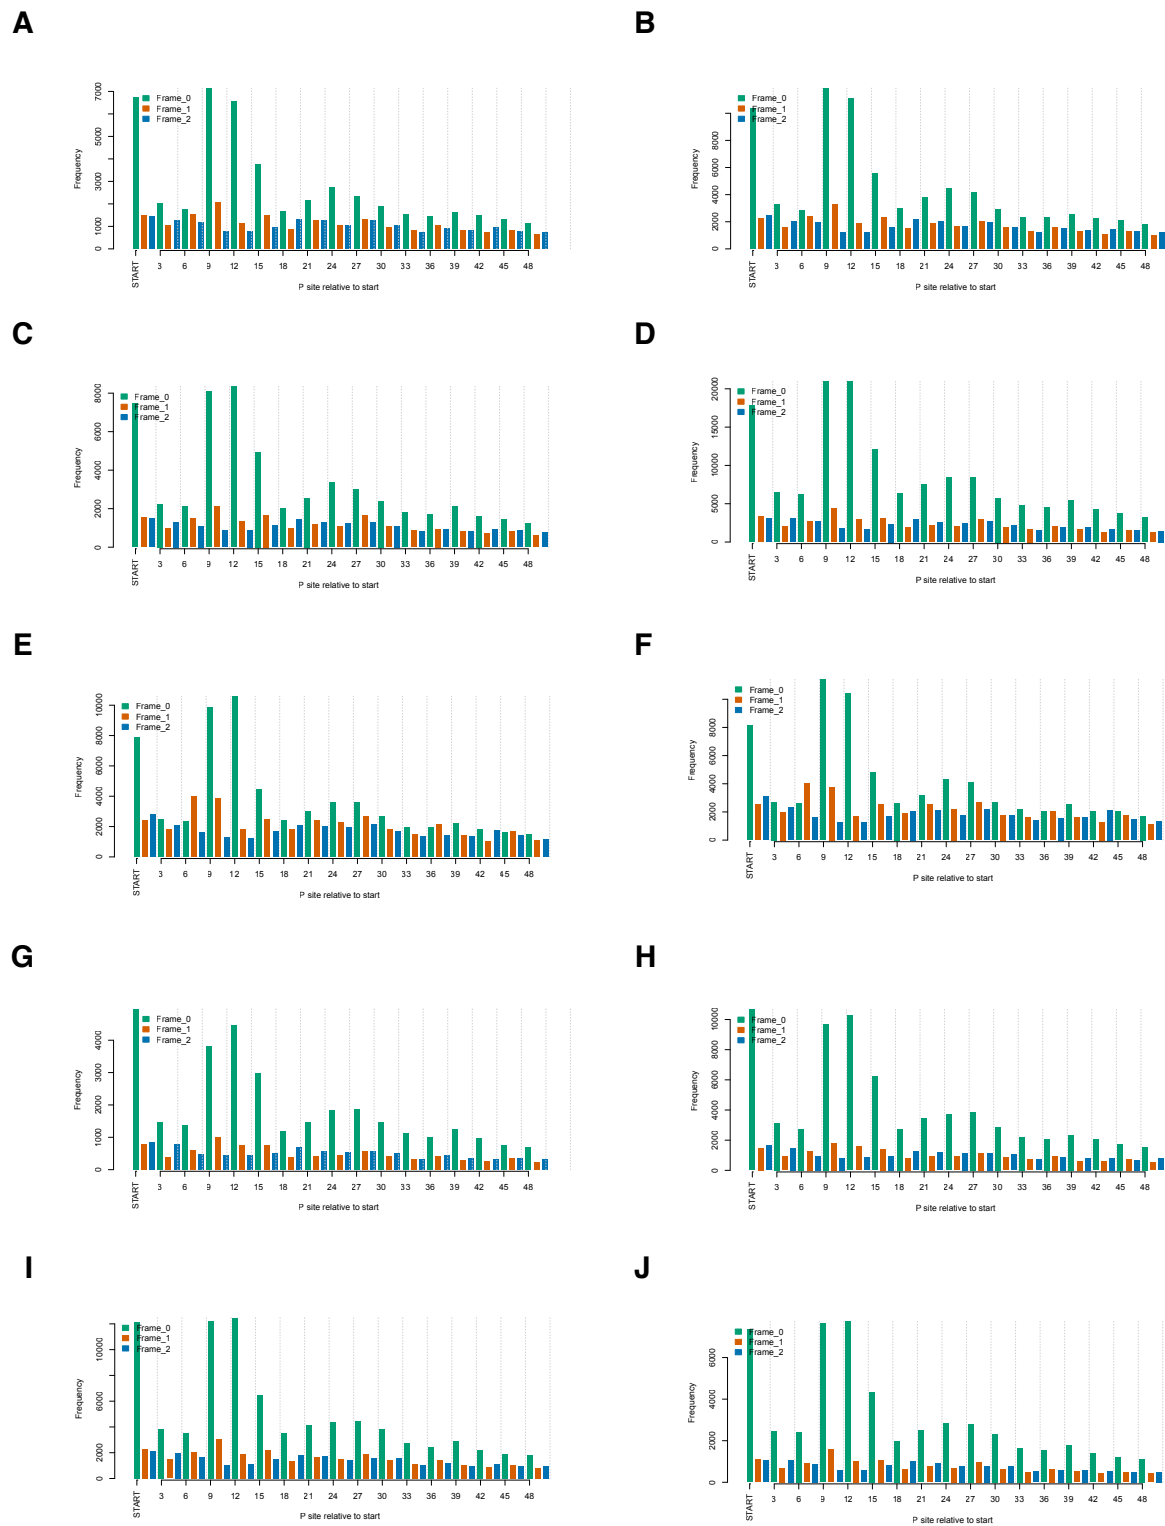 A
7000
5000
3000
1000
0
Frequency
Frame_0
Frame_1
Frame_2
START 3 6 9 12 15 18 21 24 27 30 33 36 39 42 45 48
P site relative to start
B
8000
6000
4000
2000
0
Frequency
Frame_0
Frame_1
Frame_2
START 3 6 9 12 15 18 21 24 27 30 33 36 39 42 45 48
P site relative to start
C
8000
6000
4000
2000
0
Frequency
Frame_0
Frame_1
Frame_2
START 3 6 9 12 15 18 21 24 27 30 33 36 39 42 45 48
P site relative to start
D
20000
15000
10000
5000
0
Frequency
Frame_0
Frame_1
Frame_2
START 3 6 9 12 15 18 21 24 27 30 33 36 39 42 45 48
P site relative to start
E
10000
8000
6000
4000
2000
0
Frequency
Frame_0
Frame_1
Frame_2
START 3 6 9 12 15 18 21 24 27 30 33 36 39 42 45 48
P site relative to start
F
8000
6000
4000
2000
0
Frequency
Frame_0
Frame_1
Frame_2
START 3 6 9 12 15 18 21 24 27 30 33 36 39 42 45 48
P site relative to start
G
4000
3000
2000
1000
0
Frequency
Frame_0
Frame_1
Frame_2
START 3 6 9 12 15 18 21 24 27 30 33 36 39 42 45 48
P site relative to start
H
10000
8000
6000
4000
2000
0
Frequency
Frame_0
Frame_1
Frame_2
START 3 6 9 12 15 18 21 24 27 30 33 36 39 42 45 48
P site relative to start
I
10000
6000
2000
0
Frequency
Frame_0
Frame_1
Frame_2
START 3 6 9 12 15 18 21 24 27 30 33 36 39 42 45 48
P site relative to start
J
6000
4000
2000
0
Frequency
Frame_0
Frame_1
Frame_2
START 3 6 9 12 15 18 21 24 27 30 33 36 39 42 45 48
P site relative to start